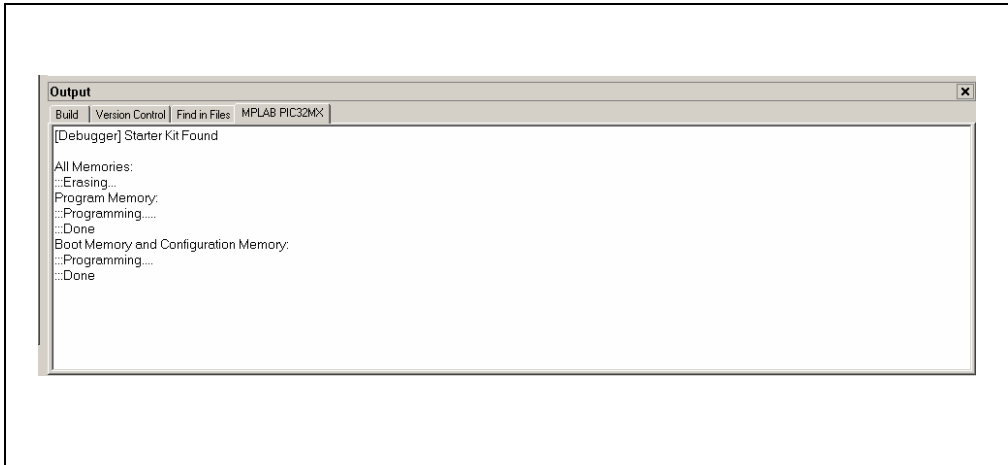 Output
Build Version Control Find in Files MPLAB PIC32MX
[Debugger] Starter Kit Found
All Memories:
:::Erasing...
Program Memory:
:::Programming.....
:::Done
Boot Memory and Configuration Memory:
:::Programming....
:::Done